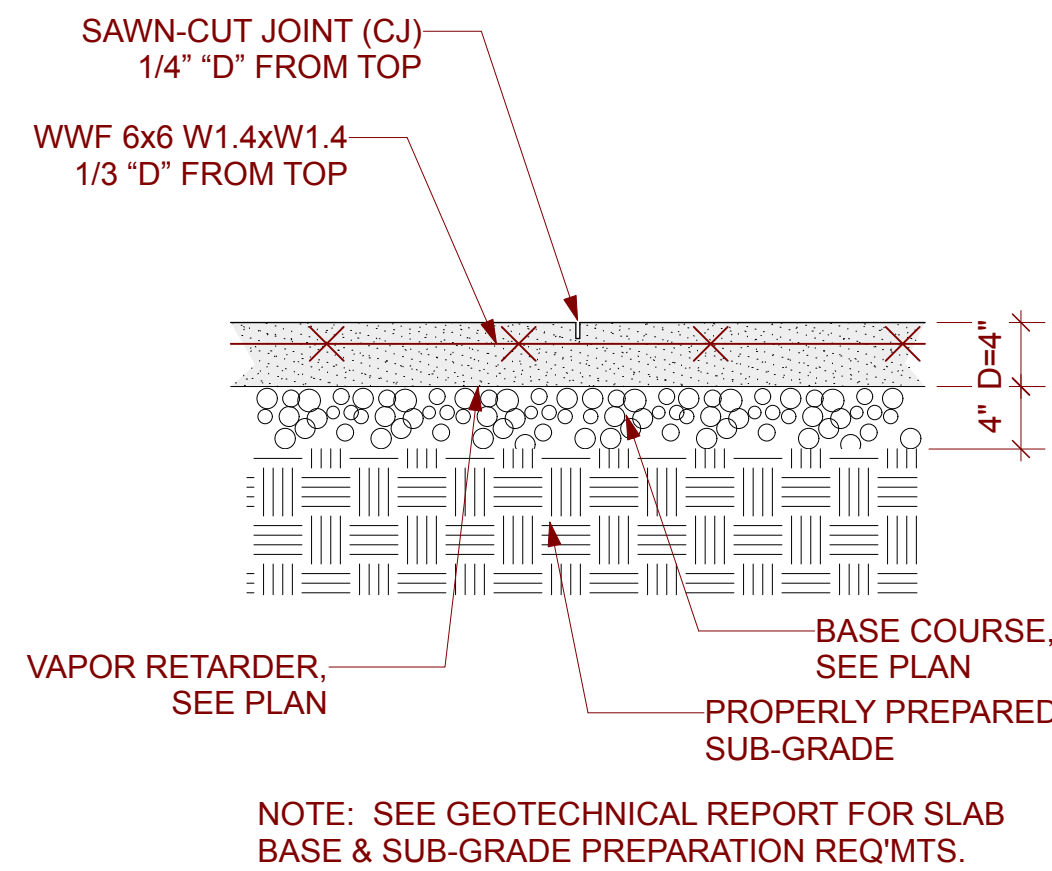 SAWN-CUT JOINT (CJ)
1/4” “D” FROM TOP
WWF 6x6 W1.4xW1.4
1/3 “D” FROM TOP
D=4"
4"
BASE COURSE,
SEE PLAN
VAPOR RETARDER,
SEE PLAN
PROPERLY PREPARED
SUB-GRADE
NOTE: SEE GEOTECHNICAL REPORT FOR SLAB
BASE & SUB-GRADE PREPARATION REQ'MTS.